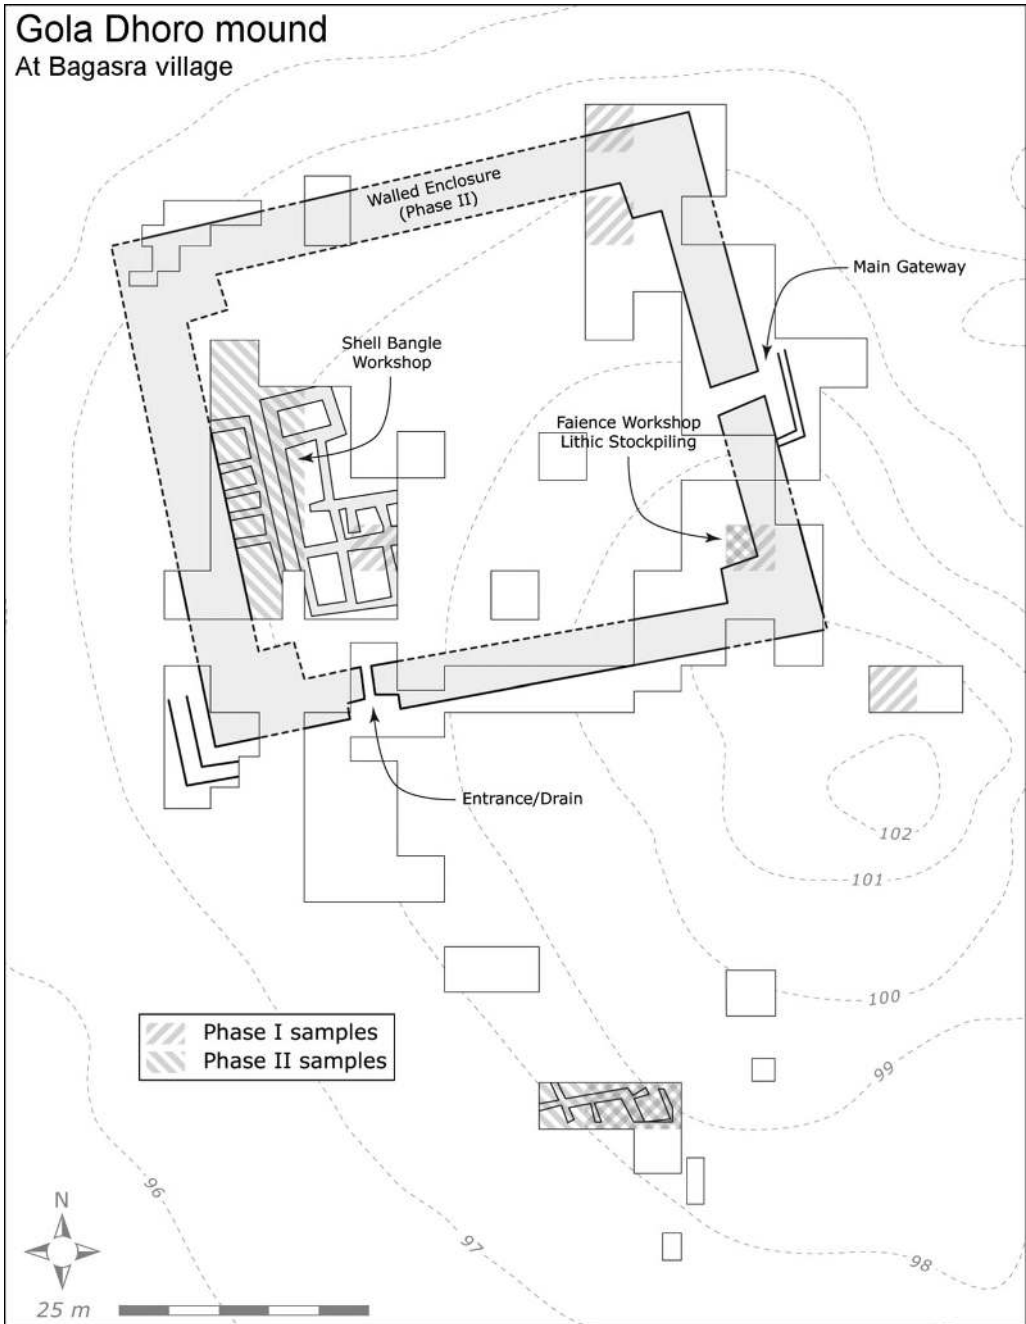 Gola Dhoro mound
At Bagasra village
Walled Enclosure
(Phase II)
Main Gateway
Shell Bangle
Workshop
Faience Workshop
Lithic Stockpiling
Entrance/Drain
102
101
100
Phase I samples
Phase II samples
99
96
97
98
N
25 m